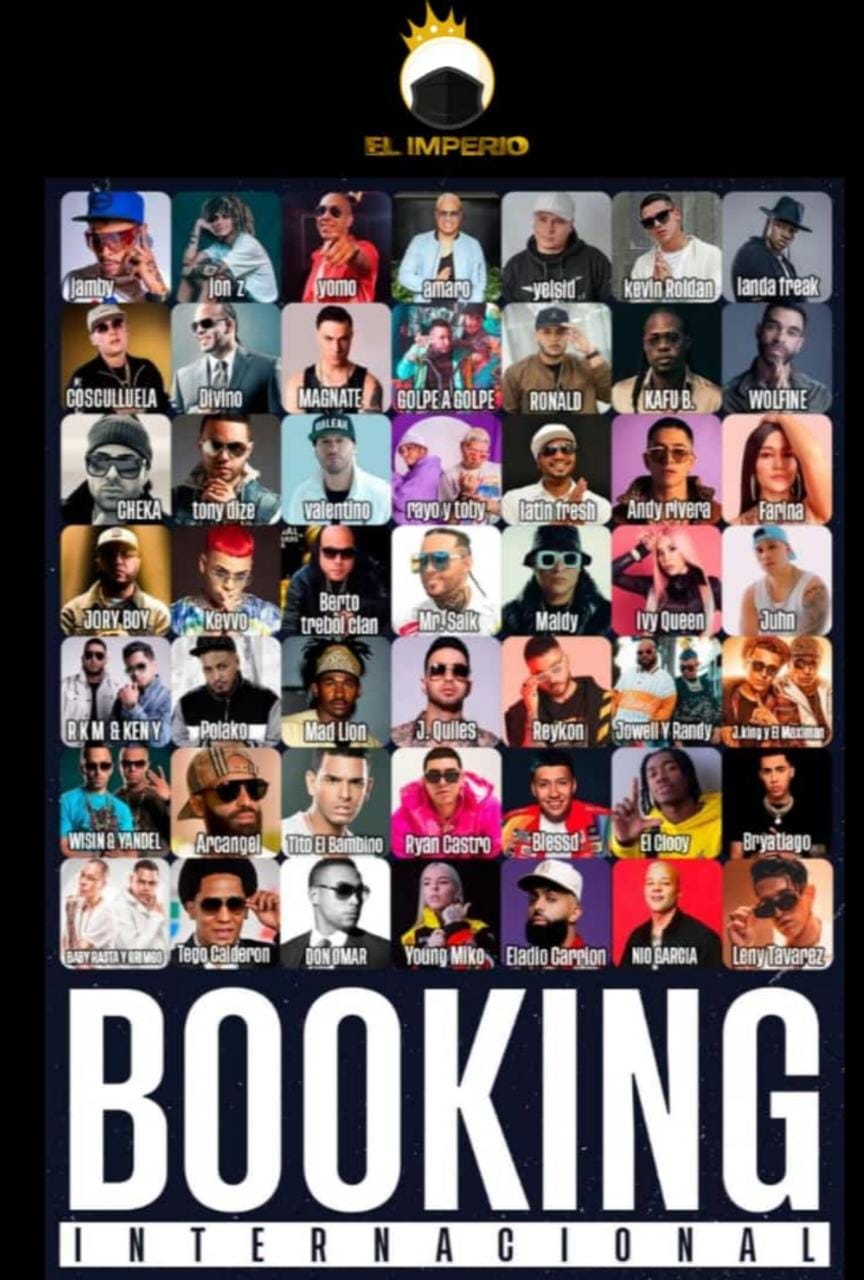 EL IMPERIO
Jamby
jon z
yomo
amaro
yelsid
kevin Roldan
landa freak
COSCULLUELA
Divino
MAGNATE
GOLPE A GOLPE
RONALD
KAFU B.
WOLFINE
CHEKA
tony dize
valentino
rayo y toby
latin fresh
Andy rivera
Farina
JORY BOY
Kevvo
Berto
trebol clan
Mr. Saik
Maldy
Ivy Queen
Juhn
R K M & KEN Y
Polako
Mad Lion
J. Quiles
Reykon
Jowell Y Randy
J.king y El Maximan
WISIN & YANDEL
Arcangel
Tito El Bambino
Ryan Castro
Blessd
El Clooy
Bryatiago
BABY RASTA Y GRINGO
Tego Calderon
DON OMAR
Young Miko
Eladio Carrion
NIO GARCIA
Leny Tavarez
BOOKING
INTERNACIONAL